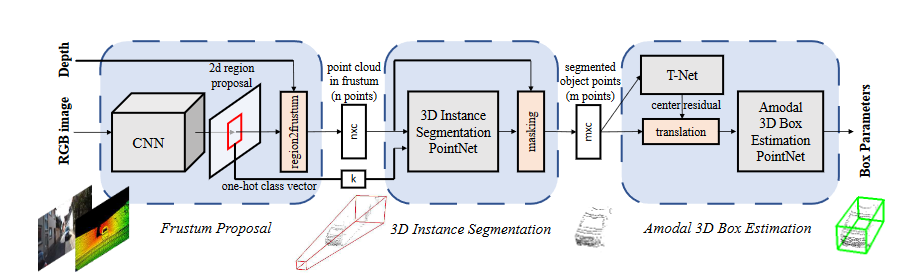 Depth
RGB image
CNN
2d region
proposal
region2frustum
one-hot class vector
Frustum Proposal
point cloud
in frustum
(n points)
nxc
k
3D Instance
Segmentation
PointNet
masking
3D Instance Segmentation
segmented
object points
(m points)
mxc
T-Net
center residual
translation
Amodal
3D Box
Estimation
PointNet
Amodal 3D Box Estimation
Box Parameters